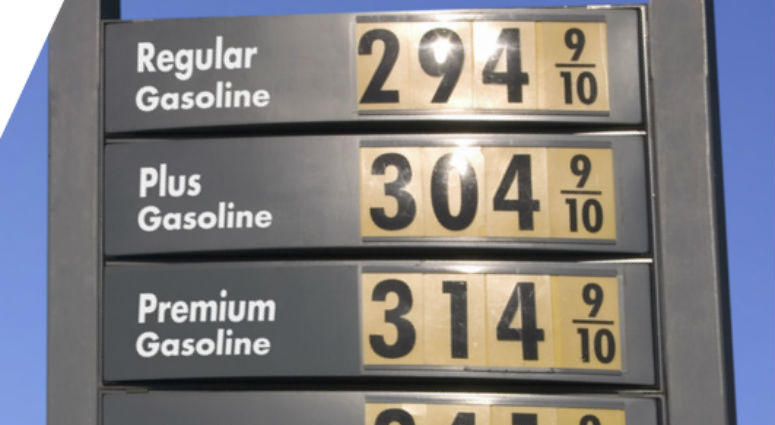 Regular
Gasoline
294 9/10
Plus
Gasoline
304 9/10
Premium
Gasoline
314 9/10